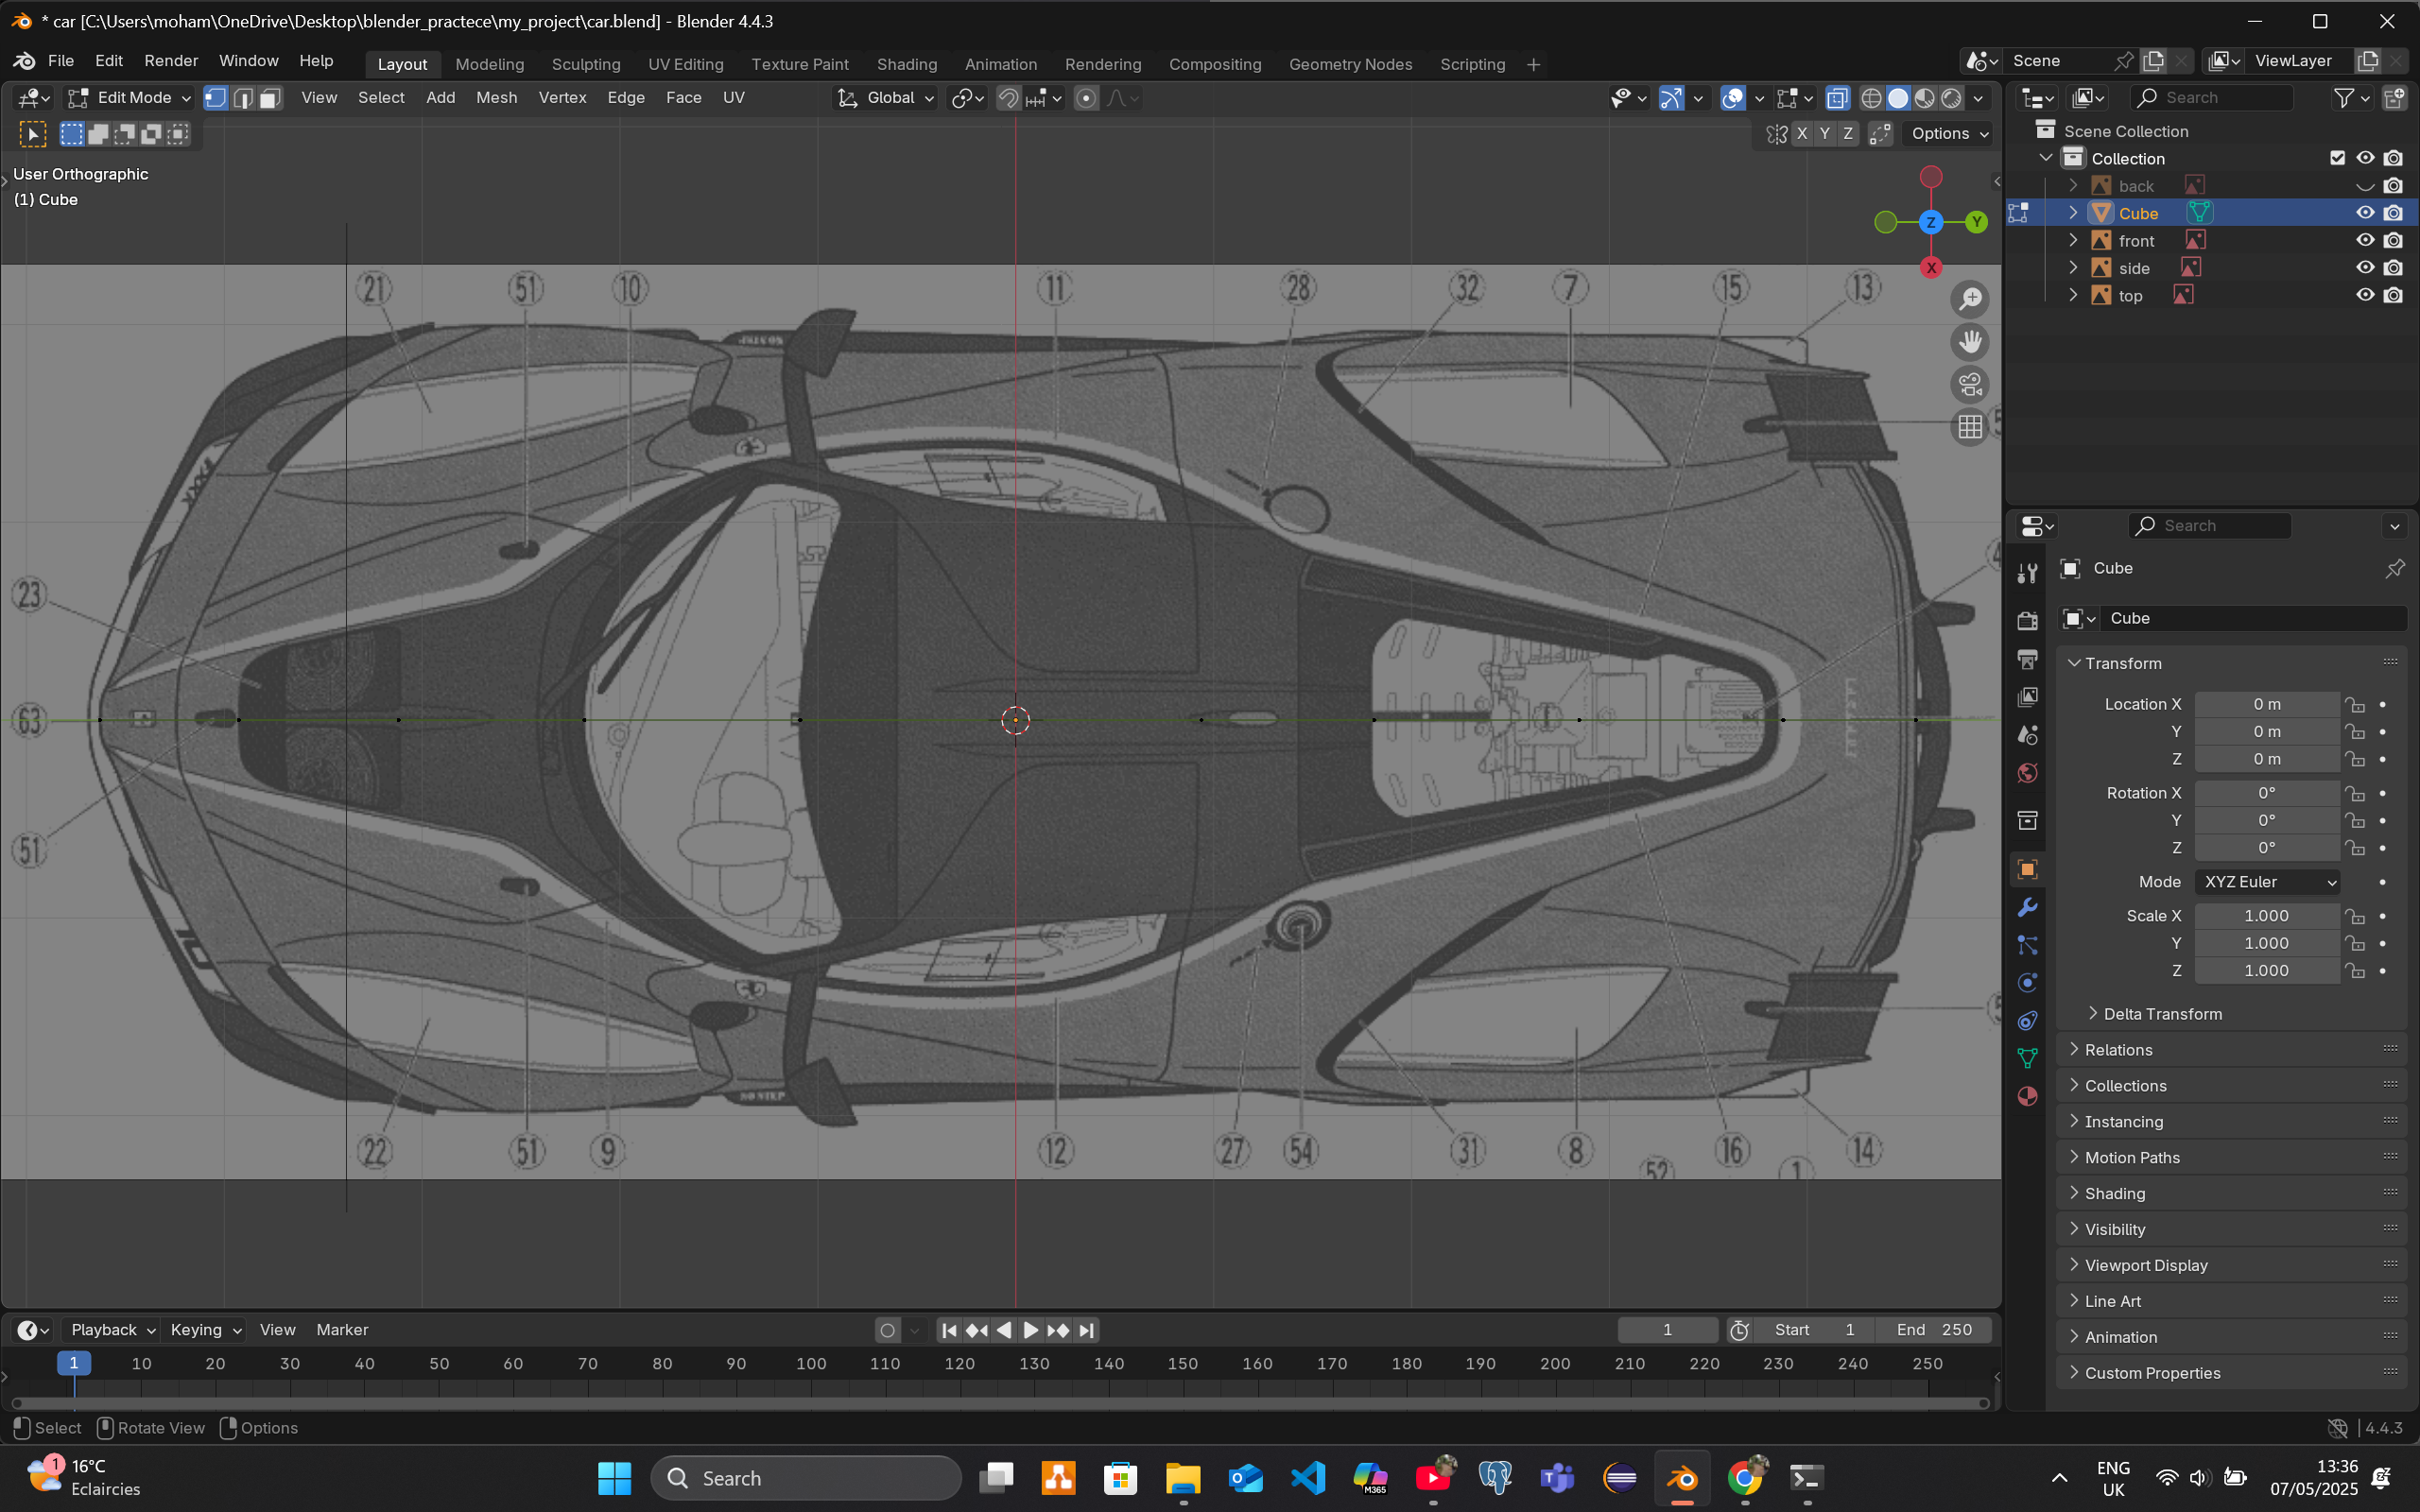 * car [C:\Users\moham\OneDrive\Desktop\blender_practece\my_project\car.blend] - Blender 4.4.3
File Edit Render Window Help
Layout Modeling Sculpting UV Editing Texture Paint Shading Animation Rendering Compositing Geometry Nodes Scripting +
Scene
ViewLayer
Edit Mode View Select Add Mesh Vertex Edge Face UV
Global
Search
X Y Z Options
User Orthographic
(1) Cube
Scene Collection
Collection
back
Cube
front
side
top
Z Y X
21 51 10 11 28 32 7 15 13
23
63
51
22 51 9 12 27 54 31 8 52 16 1 14
Search
Cube
Cube
Transform
Location X 0 m
Y 0 m
Z 0 m
Rotation X 0°
Y 0°
Z 0°
Mode XYZ Euler
Scale X 1.000
Y 1.000
Z 1.000
Delta Transform
Relations
Collections
Instancing
Motion Paths
Shading
Visibility
Viewport Display
Line Art
Animation
Custom Properties
Playback Keying View Marker
1 Start 1 End 250
1 10 20 30 40 50 60 70 80 90 100 110 120 130 140 150 160 170 180 190 200 210 220 230 240 250
Select Rotate View Options
4.4.3
1
16°C
Eclaircies
Search
M365
ENG
UK
13:36
07/05/2025